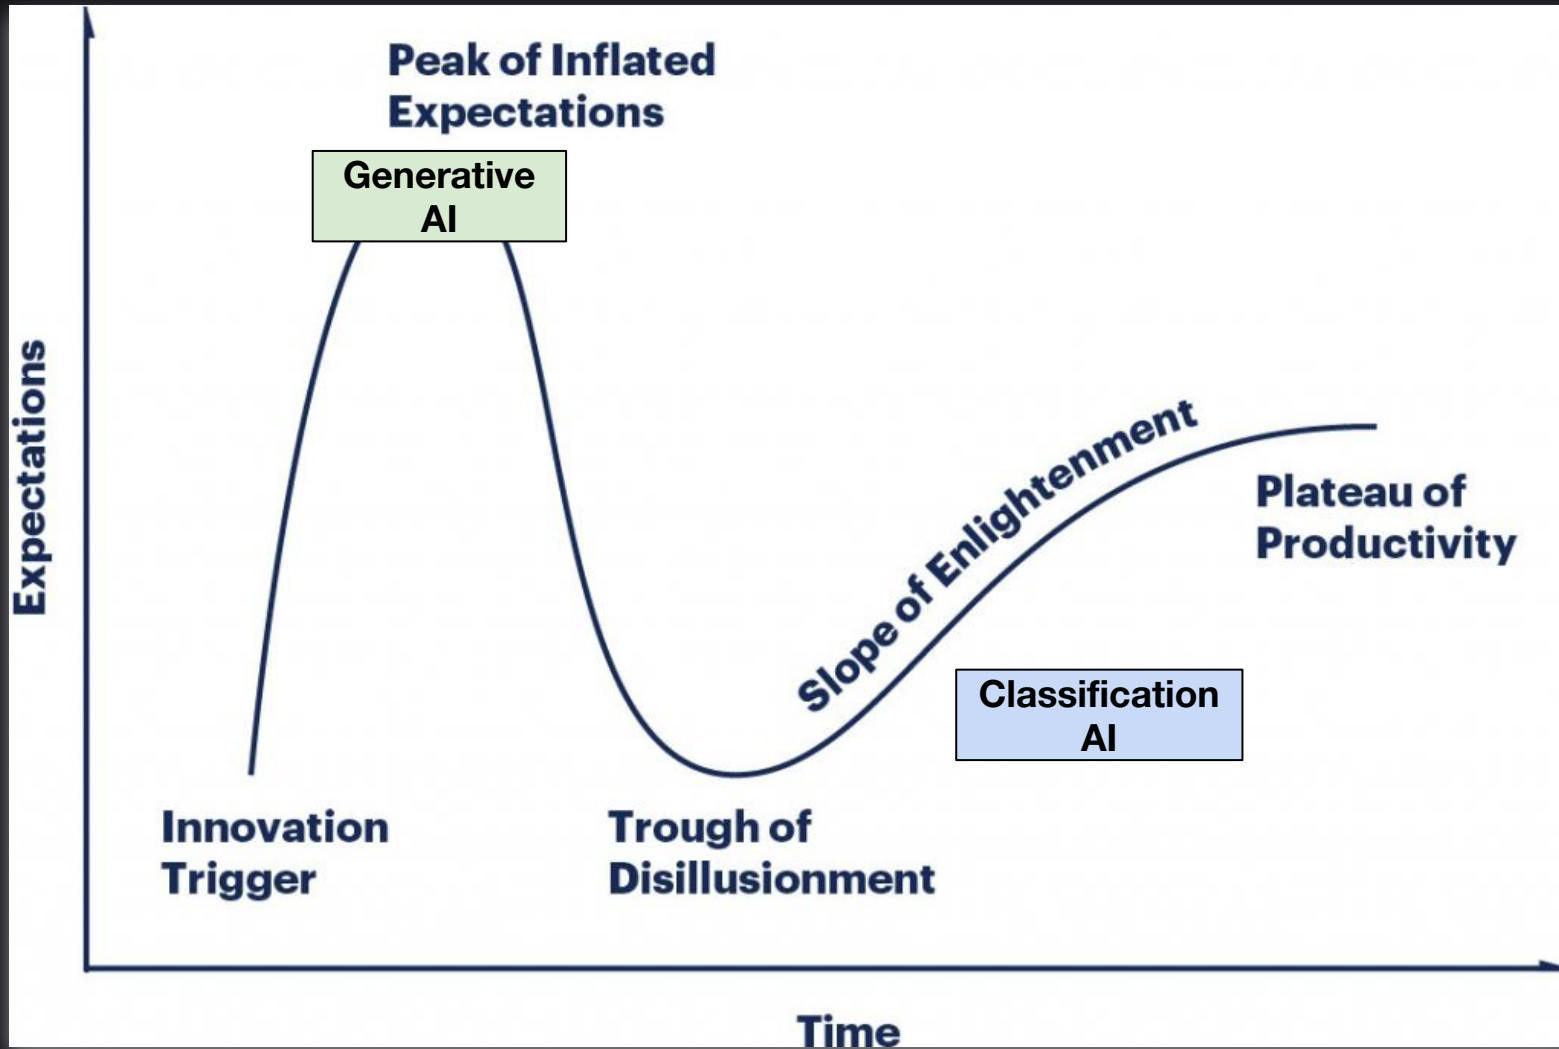 Peak of Inflated
Expectations
Generative
AI
Expectations
Slope of Enlightenment
Plateau of
Productivity
Classification
AI
Innovation
Trigger
Trough of
Disillusionment
Time